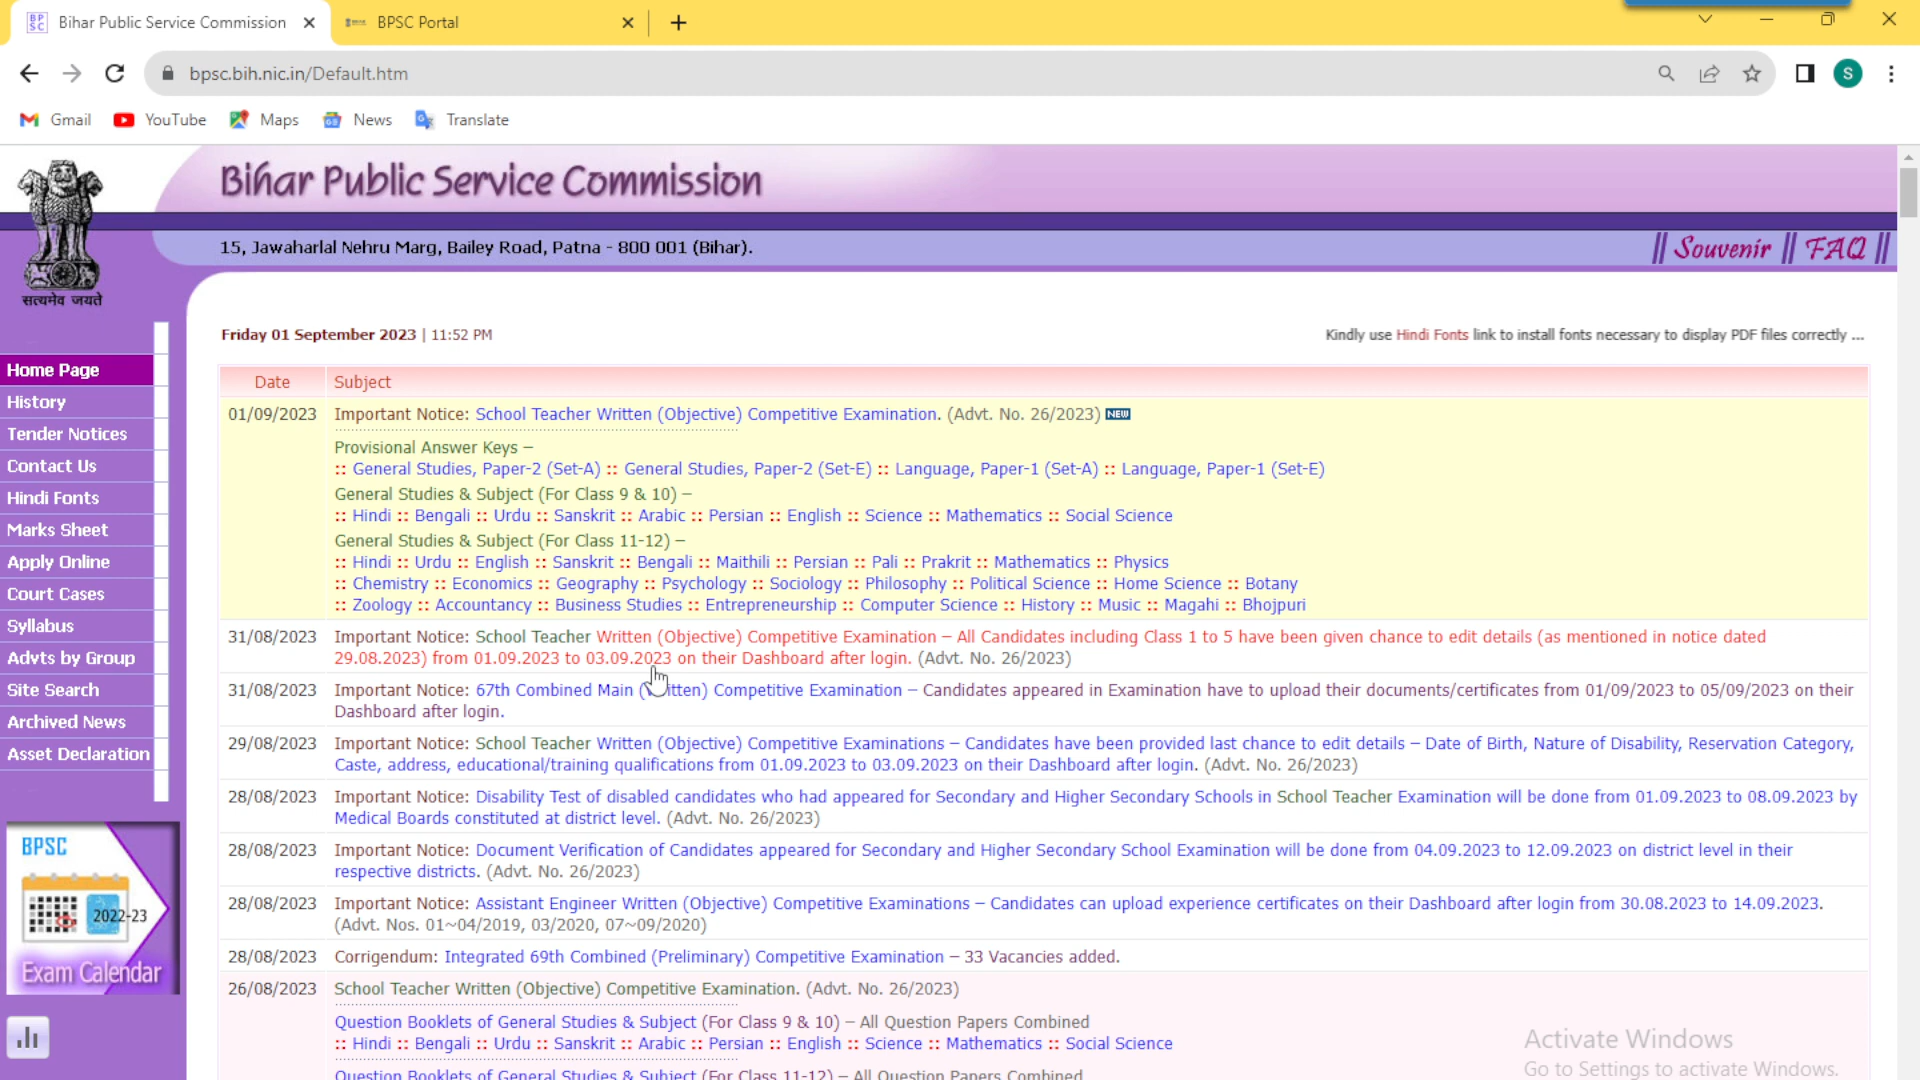 Bihar Public Service Commission
BPSC Portal
bpsc.bih.nic.in/Default.htm
S
Gmail
YouTube
Maps
News
Translate
Bihar Public Service Commission
15, Jawaharlal Nehru Marg, Bailey Road, Patna - 800 001 (Bihar).
|| Souvenir || FAQ ||
सत्यमेव जयते
Friday 01 September 2023 | 11:52 PM
Kindly use Hindi Fonts link to install fonts necessary to display PDF files correctly ...
Home Page
History
Tender Notices
Contact Us
Hindi Fonts
Marks Sheet
Apply Online
Court Cases
Syllabus
Advts by Group
Site Search
Archived News
Asset Declaration
BPSC
2022-23
Exam Calendar
Date Subject
01/09/2023 Important Notice: School Teacher Written (Objective) Competitive Examination. (Advt. No. 26/2023) NEW
Provisional Answer Keys –
:: General Studies, Paper-2 (Set-A) :: General Studies, Paper-2 (Set-E) :: Language, Paper-1 (Set-A) :: Language, Paper-1 (Set-E)
General Studies & Subject (For Class 9 & 10) –
:: Hindi :: Bengali :: Urdu :: Sanskrit :: Arabic :: Persian :: English :: Science :: Mathematics :: Social Science
General Studies & Subject (For Class 11-12) –
:: Hindi :: Urdu :: English :: Sanskrit :: Bengali :: Maithili :: Persian :: Pali :: Prakrit :: Mathematics :: Physics
:: Chemistry :: Economics :: Geography :: Psychology :: Sociology :: Philosophy :: Political Science :: Home Science :: Botany
:: Zoology :: Accountancy :: Business Studies :: Entrepreneurship :: Computer Science :: History :: Music :: Magahi :: Bhojpuri
31/08/2023 Important Notice: School Teacher Written (Objective) Competitive Examination – All Candidates including Class 1 to 5 have been given chance to edit details (as mentioned in notice dated
29.08.2023) from 01.09.2023 to 03.09.2023 on their Dashboard after login. (Advt. No. 26/2023)
31/08/2023 Important Notice: 67th Combined Main (Written) Competitive Examination – Candidates appeared in Examination have to upload their documents/certificates from 01/09/2023 to 05/09/2023 on their
Dashboard after login.
29/08/2023 Important Notice: School Teacher Written (Objective) Competitive Examinations – Candidates have been provided last chance to edit details – Date of Birth, Nature of Disability, Reservation Category,
Caste, address, educational/training qualifications from 01.09.2023 to 03.09.2023 on their Dashboard after login. (Advt. No. 26/2023)
28/08/2023 Important Notice: Disability Test of disabled candidates who had appeared for Secondary and Higher Secondary Schools in School Teacher Examination will be done from 01.09.2023 to 08.09.2023 by
Medical Boards constituted at district level. (Advt. No. 26/2023)
28/08/2023 Important Notice: Document Verification of Candidates appeared for Secondary and Higher Secondary School Examination will be done from 04.09.2023 to 12.09.2023 on district level in their
respective districts. (Advt. No. 26/2023)
28/08/2023 Important Notice: Assistant Engineer Written (Objective) Competitive Examinations – Candidates can upload experience certificates on their Dashboard after login from 30.08.2023 to 14.09.2023.
(Advt. Nos. 01~04/2019, 03/2020, 07~09/2020)
28/08/2023 Corrigendum: Integrated 69th Combined (Preliminary) Competitive Examination – 33 Vacancies added.
26/08/2023 School Teacher Written (Objective) Competitive Examination. (Advt. No. 26/2023)
Question Booklets of General Studies & Subject (For Class 9 & 10) – All Question Papers Combined
:: Hindi :: Bengali :: Urdu :: Sanskrit :: Arabic :: Persian :: English :: Science :: Mathematics :: Social Science
Question Booklets of General Studies & Subject (For Class 11-12) – All Question Papers Combined
Activate Windows
Go to Settings to activate Windows.